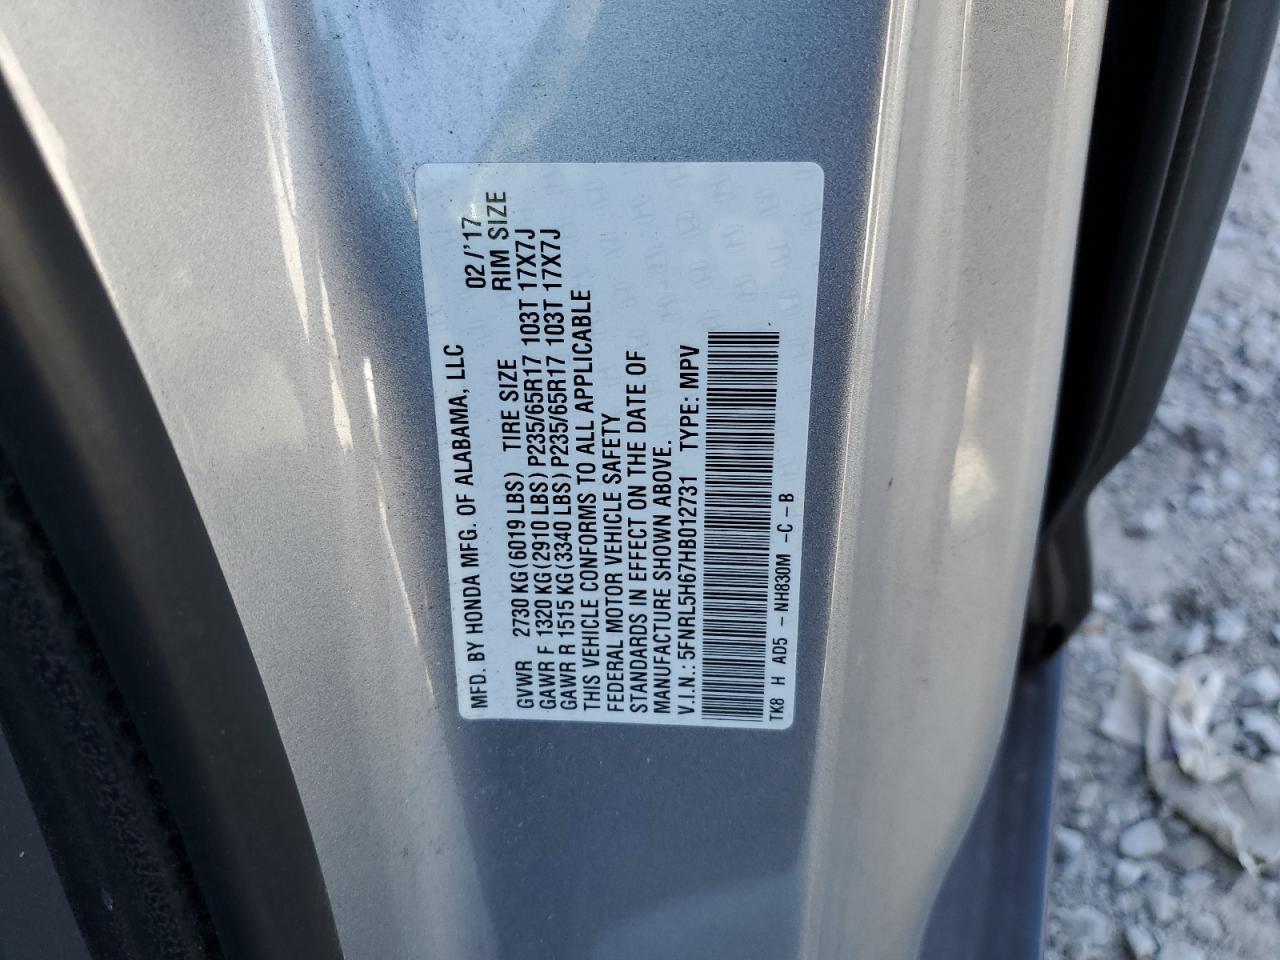 MFD. BY HONDA MFG. OF ALABAMA, LLC 02/'17
GVWR 2730 KG(6019 LBS) TIRE SIZE RIM SIZE
GAWR F 1320 KG(2910 LBS) P235/65R17 103T 17X7J
GAWR R 1515 KG(3340 LBS) P235/65R17 103T 17X7J
THIS VEHICLE CONFORMS TO ALL APPLICABLE
FEDERAL MOTOR VEHICLE SAFETY
STANDARDS IN EFFECT ON THE DATE OF
MANUFACTURE SHOWN ABOVE.
V.I.N.: 5FNRL5H67HB012731 TYPE: MPV
TK8 H AD5 -NH830M -C-B